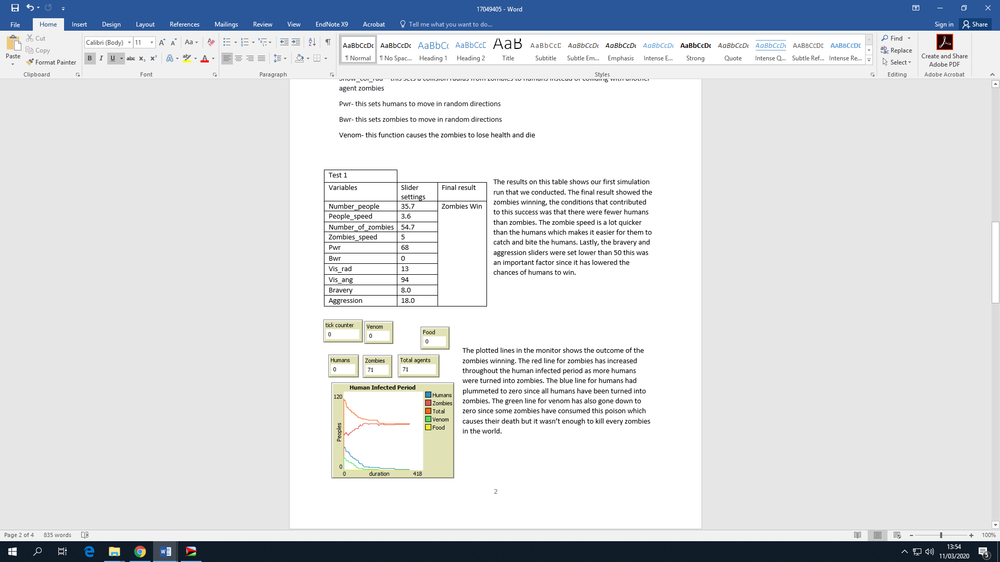 17049405 - Word
File Home Insert Design Layout References Mailings Review View EndNote X9 Acrobat Tell me what you want to do... Sign in Share
Paste
Cut
Copy
Format Painter
Clipboard
Calibri (Body) 11
Font
Paragraph
AaBbCcDc AaBbCcDc AaBbCc AaBbCcD AaB AaBbCcD AaBbCcDc AaBbCcDc AaBbCcDc AaBbCcDc AaBbCcDc AaBbCcDc AABBCCDE AABBCCDE
¶ Normal ¶ No Spac... Heading 1 Heading 2 Title Subtitle Subtle Em... Emphasis Intense E... Strong Quote Intense Q... Subtle Ref... Intense Re...
Styles
Find
Replace
Select
Editing
Create and Share
Adobe PDF
Adobe Acrobat
Show_col_rad - this sets a collision radius from zombies to humans instead of colliding with another
agent zombies
Pwr- this sets humans to move in random directions
Bwr- this sets zombies to move in random directions
Venom- this function causes the zombies to lose health and die
Test 1
Variables Slider settings Final result
Number_people 35.7 Zombies Win
People_speed 3.6
Number_of_zombies 54.7
Zombies_speed 5
Pwr 68
Bwr 0
Vis_rad 13
Vis_ang 94
Bravery 8.0
Aggression 18.0
The results on this table shows our first simulation
run that we conducted. The final result showed the
zombies winning, the conditions that contributed
to this success was that there were fewer humans
than zombies. The zombie speed is a lot quicker
than the humans which makes it easier for them to
catch and bite the humans. Lastly, the bravery and
aggression sliders were set lower than 50 this was
an important factor since it has lowered the
chances of humans to win.
tick counter
0
Venom
0
Food
0
Humans
0
Zombies
71
Total agents
71
Human Infected Period
120
Peoples
0
0 duration 418
Humans
Zombies
Total
Venom
Food
The plotted lines in the monitor shows the outcome of the
zombies winning. The red line for zombies has increased
throughout the human infected period as more humans
were turned into zombies. The blue line for humans had
plummeted to zero since all humans have been turned into
zombies. The green line for venom has also gone down to
zero since some zombies have consumed this poison which
causes their death but it wasn't enough to kill every zombies
in the world.
2
Page 2 of 4 835 words 100%
13:54
11/03/2020
5